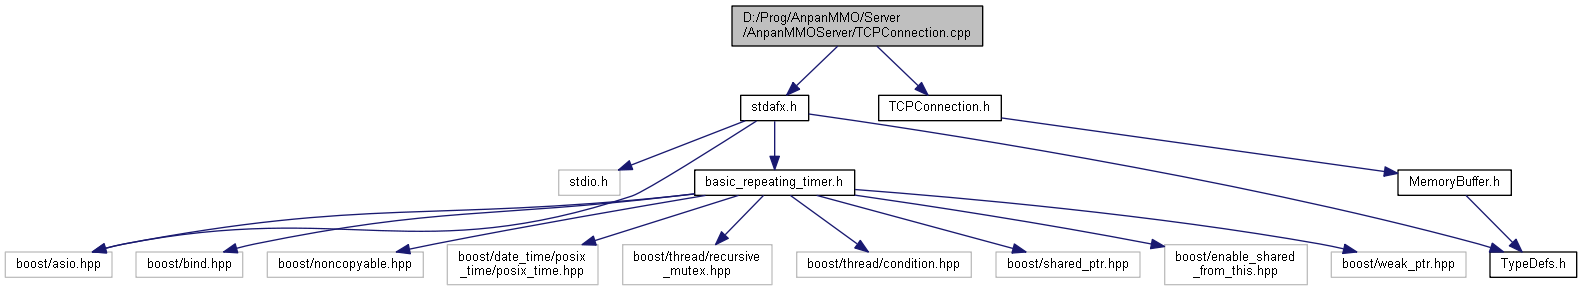 D:/Prog/AnpanMMO/Server
/AnpanMMOServer/TCPConnection.cpp
stdafx.h
TCPConnection.h
stdio.h
basic_repeating_timer.h
MemoryBuffer.h
boost/asio.hpp
boost/bind.hpp
boost/noncopyable.hpp
boost/date_time/posix
_time/posix_time.hpp
boost/thread/recursive
_mutex.hpp
boost/thread/condition.hpp
boost/shared_ptr.hpp
boost/enable_shared
_from_this.hpp
boost/weak_ptr.hpp
TypeDefs.h